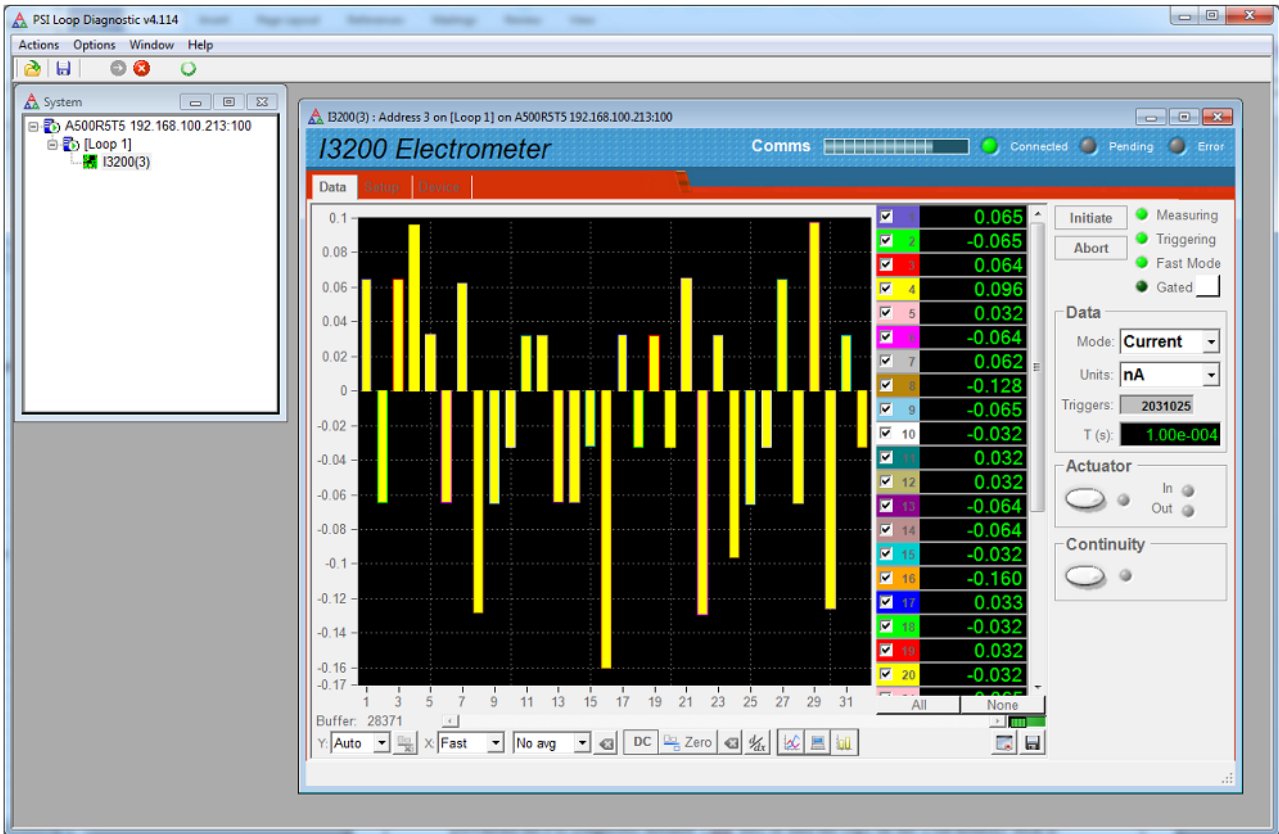 PSI Loop Diagnostic v4.114
Actions Options Window Help
System
A500R5T5 192.168.100.213:100
[Loop 1]
I3200(3)
I3200(3) : Address 3 on [Loop 1] on A500R5T5 192.168.100.213:100
I3200 Electrometer
Comms
Connected
Pending
Error
Data Setup Device
0.1
0.08
0.06
0.04
0.02
0
-0.02
-0.04
-0.06
-0.08
-0.1
-0.12
-0.14
-0.16
-0.17
1 3 5 7 9 11 13 15 17 19 21 23 25 27 29 31
1 0.065
2 -0.065
3 0.064
4 0.096
5 0.032
6 -0.064
7 0.062
8 -0.128
9 -0.065
10 -0.032
11 0.032
12 0.032
13 -0.064
14 -0.064
15 -0.032
16 -0.160
17 0.033
18 -0.032
19 0.032
20 -0.032
All None
Initiate
Abort
Measuring
Triggering
Fast Mode
Gated
Data
Mode: Current
Units: nA
Triggers: 2031025
T (s): 1.00e-004
Actuator
In
Out
Continuity
Buffer: 28371
Y: Auto X: Fast No avg DC Zero d/dx